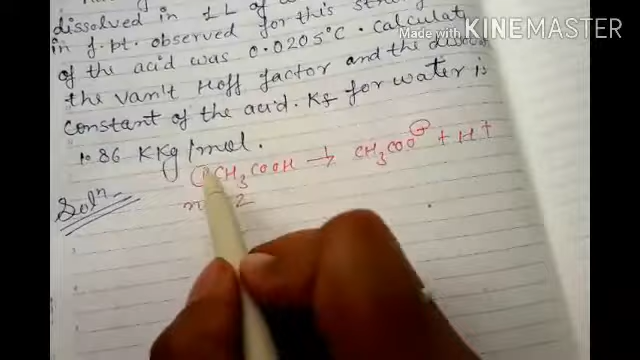 dissolved in 1 L of
in f.pt. observed for this
of the acid was 0.0205°C. Calculat
the van't Hoff factor and the
constant of the acid. Kf for water is
1.86 KKg/mol.
Solⁿ
CH3COOH → CH3COO⊖ + H+
n 2
Made with KINEMASTER